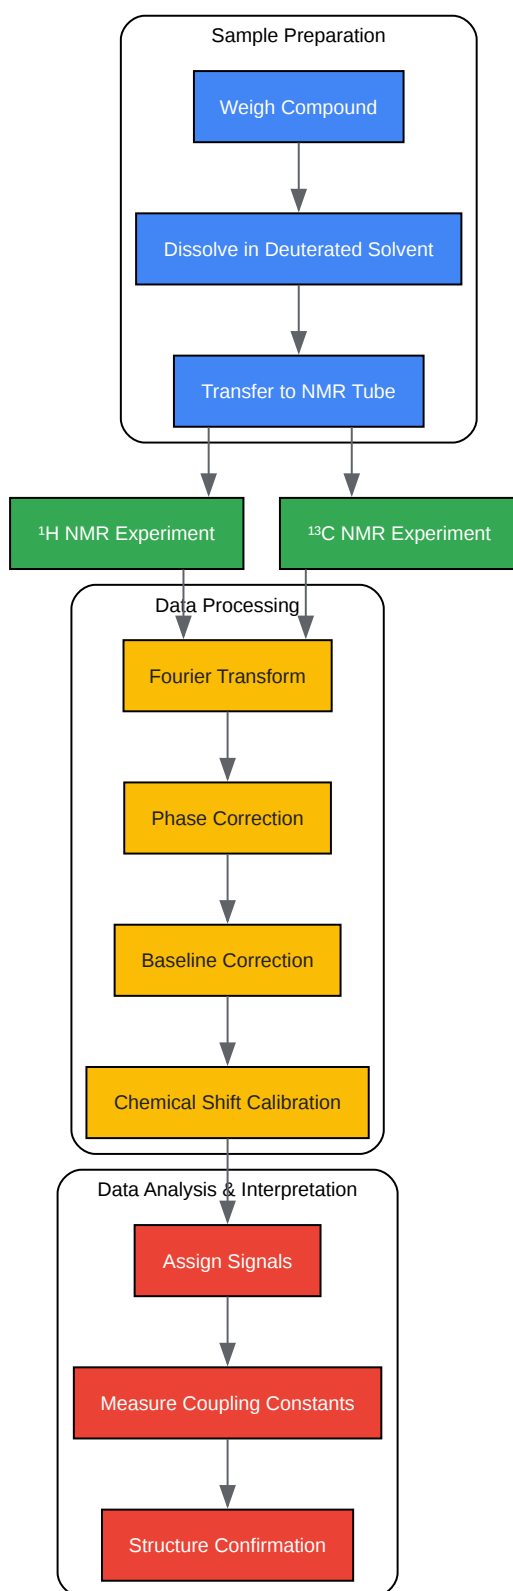 Sample Preparation
Weigh Compound
Dissolve in Deuterated Solvent
Transfer to NMR Tube
¹H NMR Experiment
¹³C NMR Experiment
Data Processing
Fourier Transform
Phase Correction
Baseline Correction
Chemical Shift Calibration
Data Analysis & Interpretation
Assign Signals
Measure Coupling Constants
Structure Confirmation